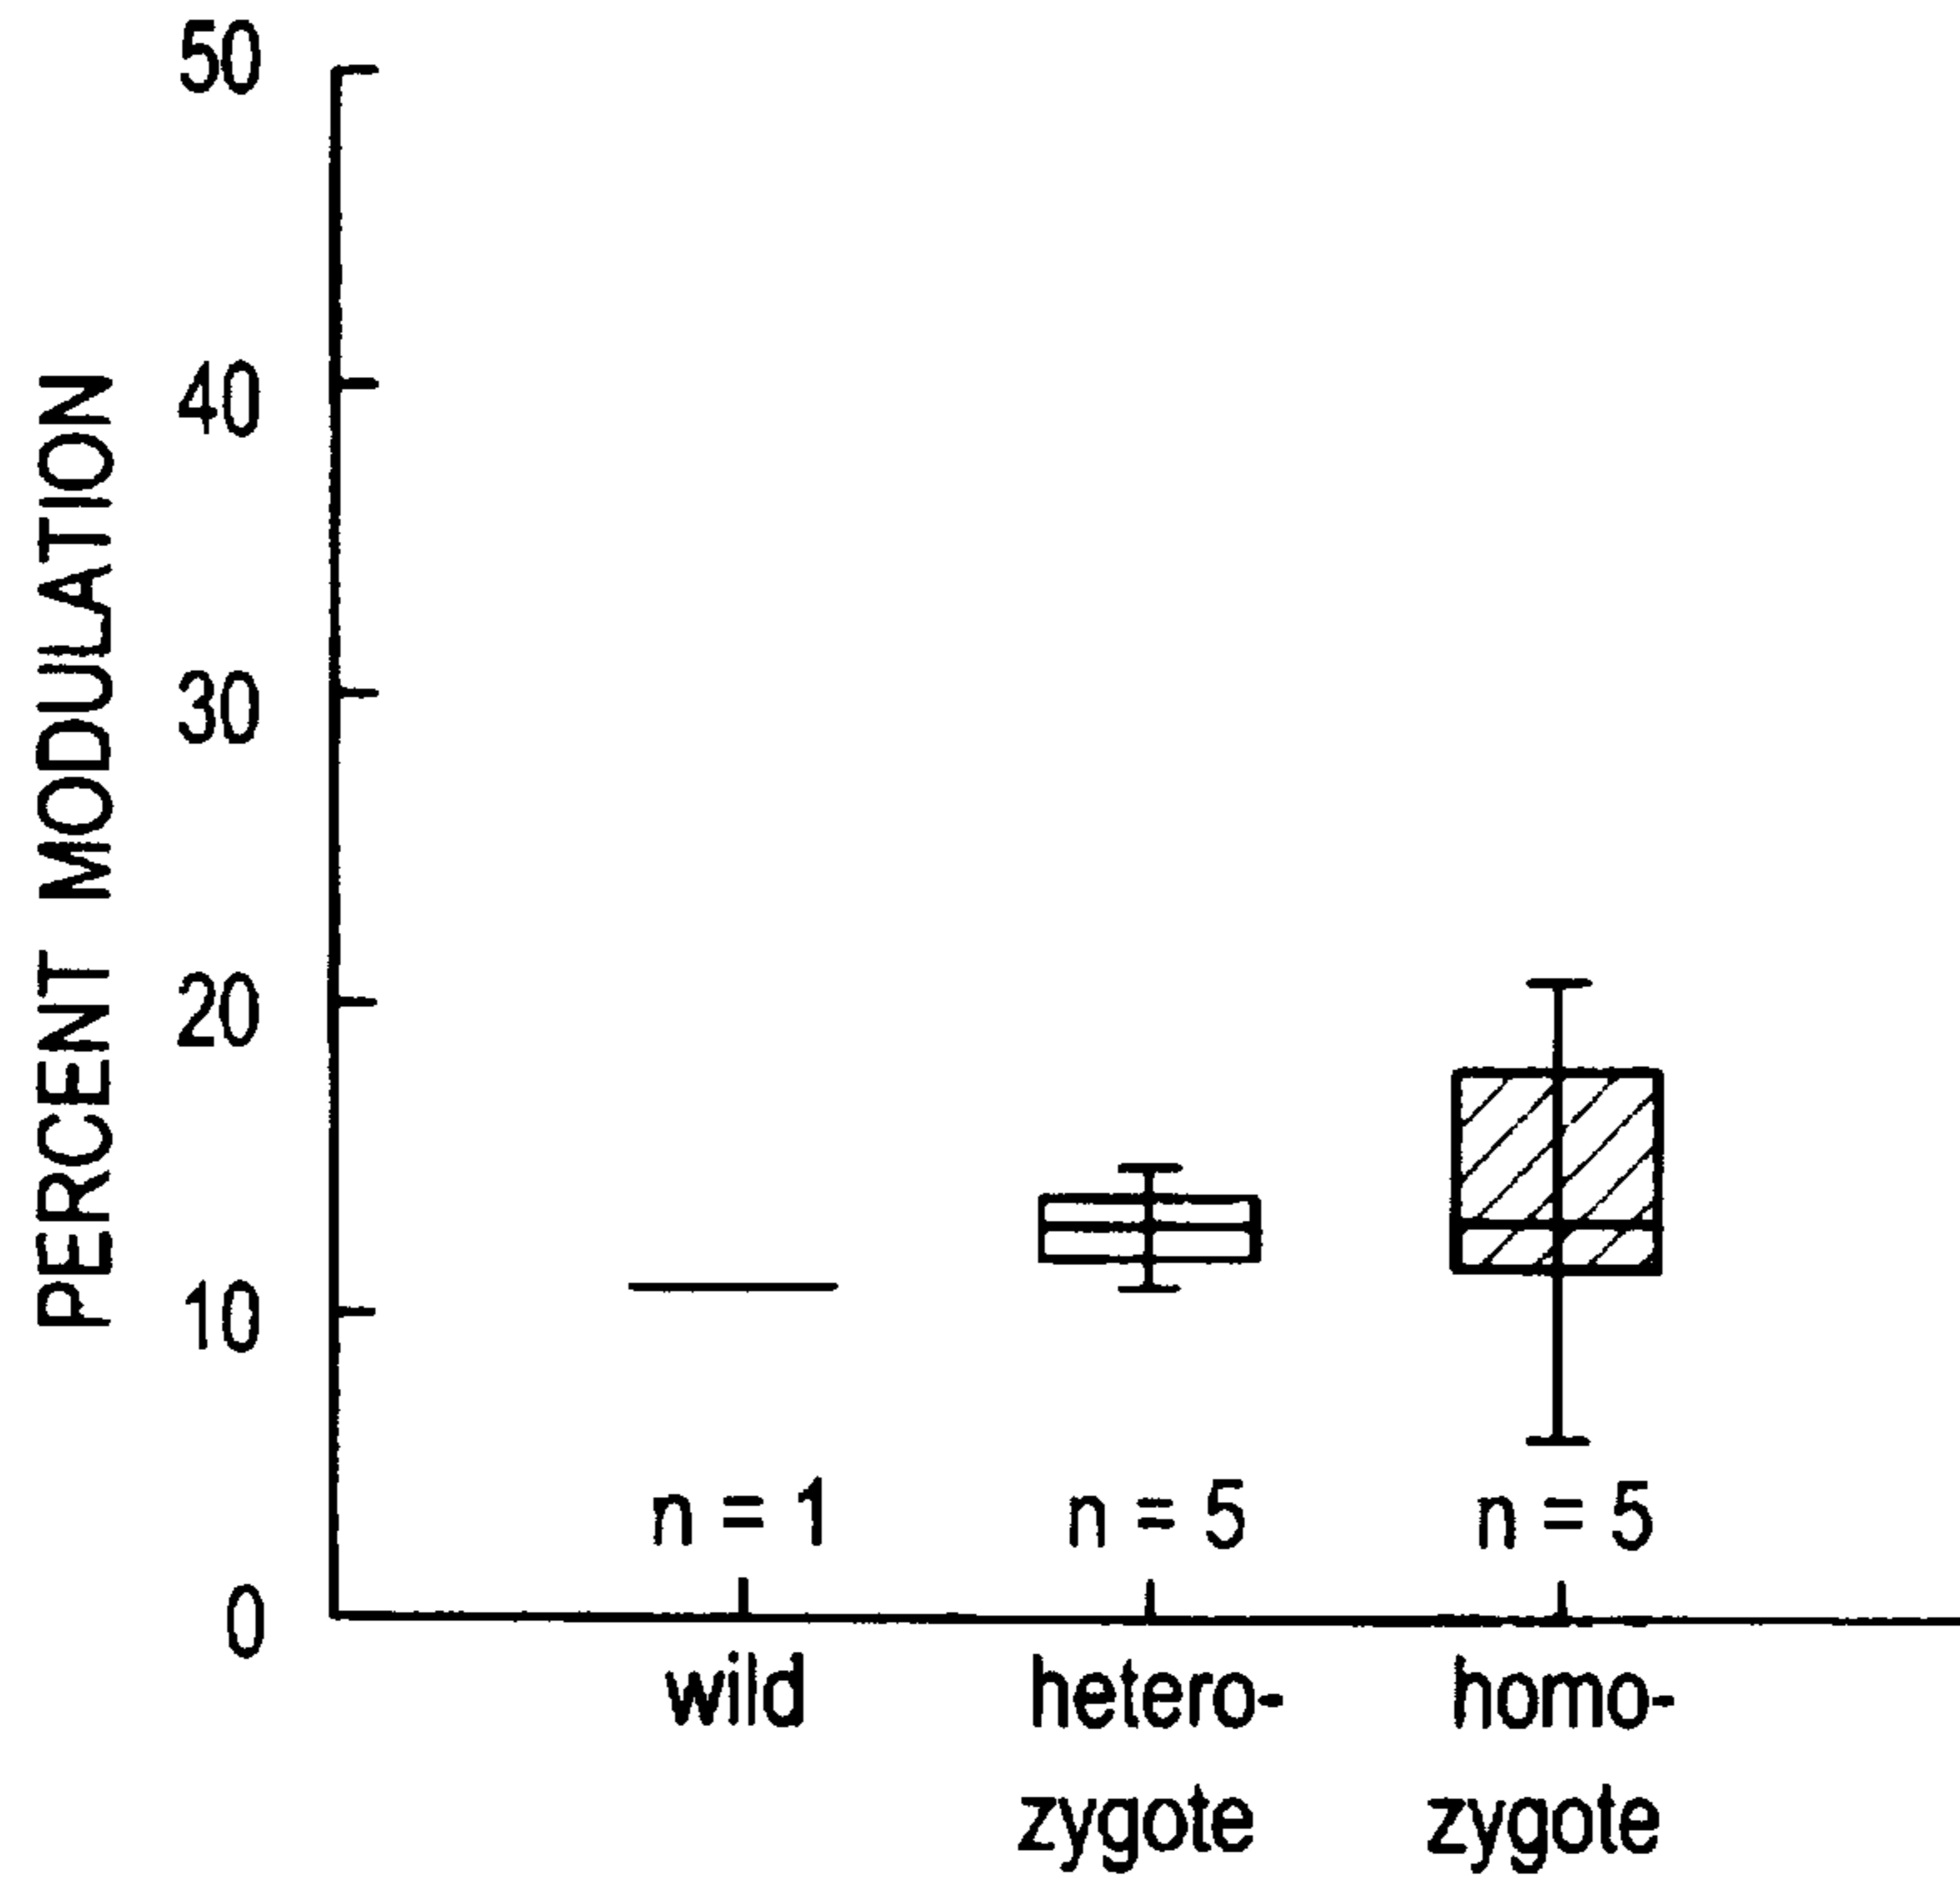 PERCENT MODULATION
50
40
30
20
10
0
n = 1
n = 5
n = 5
wild
hetero-
zygote
homo-
zygote